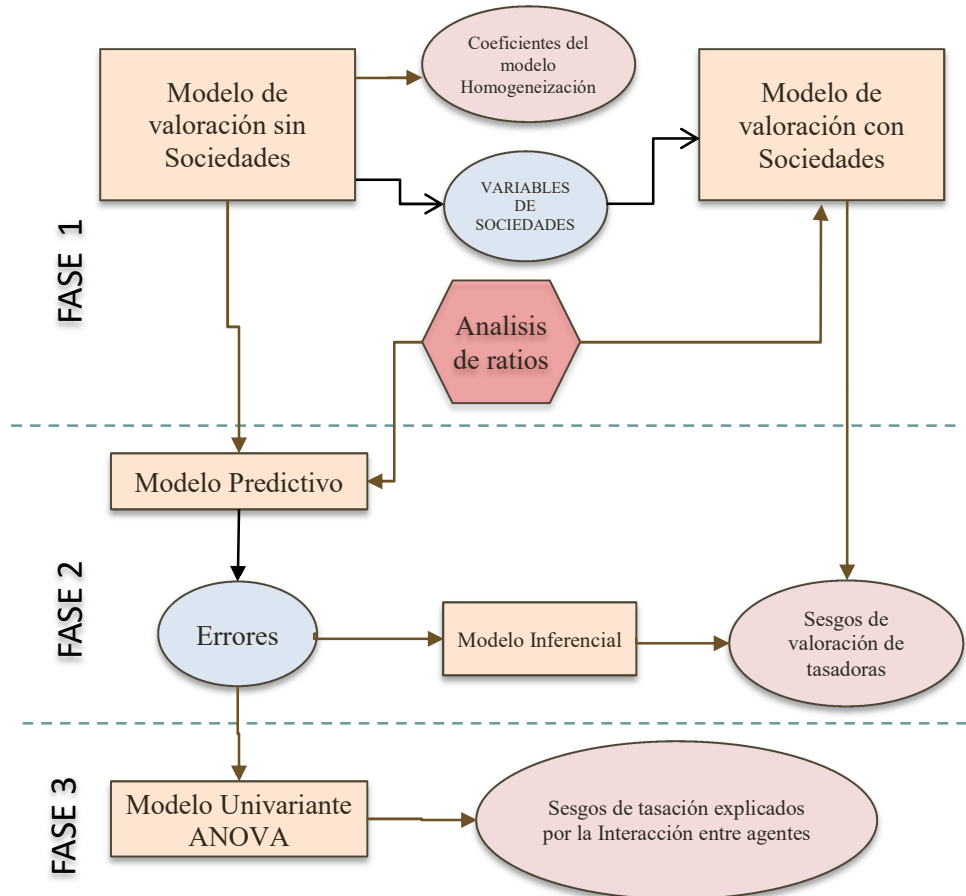 Coeficientes del
modelo
Homogeneización
Modelo de
valoración sin
Sociedades
Modelo de
valoración con
Sociedades
VARIABLES
DE
SOCIEDADES
FASE 1
Analisis
de ratios
Modelo Predictivo
FASE 2
Errores
Modelo Inferencial
Sesgos de
valoración de
tasadoras
FASE 3
Modelo Univariante
ANOVA
Sesgos de tasación explicados
por la Interacción entre agentes